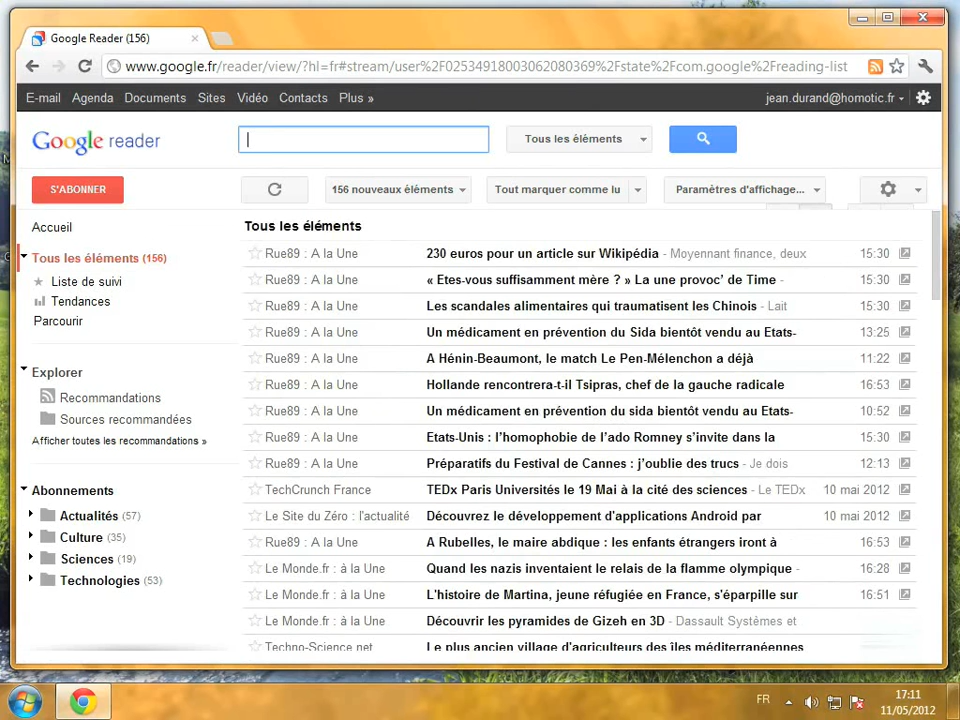 Google Reader (156)
www.google.fr/reader/view/?hl=fr#stream/user%2F02534918003062080369%2Fstate%2Fcom.google%2Freading-list
E-mail Agenda Documents Sites Vidéo Contacts Plus » jean.durand@homotic.fr
Google reader
Tous les éléments
S'ABONNER 156 nouveaux éléments Tout marquer comme lu Paramètres d'affichage...
Accueil
Tous les éléments (156)
Liste de suivi
Tendances
Parcourir
Explorer
Recommandations
Sources recommandées
Afficher toutes les recommandations »
Abonnements
Actualités (57)
Culture (35)
Sciences (19)
Technologies (53)
Tous les éléments
Rue89 : A la Une 230 euros pour un article sur Wikipédia - Moyennant finance, deux 15:30
Rue89 : A la Une « Etes-vous suffisamment mère ? » La une provoc’ de Time - 15:30
Rue89 : A la Une Les scandales alimentaires qui traumatisent les Chinois - Lait 15:30
Rue89 : A la Une Un médicament en prévention du Sida bientôt vendu au Etats- 13:25
Rue89 : A la Une A Hénin-Beaumont, le match Le Pen-Mélenchon a déjà 11:22
Rue89 : A la Une Hollande rencontrera-t-il Tsipras, chef de la gauche radicale 16:53
Rue89 : A la Une Un médicament en prévention du sida bientôt vendu au Etats- 10:52
Rue89 : A la Une Etats-Unis : l’homophobie de l’ado Romney s’invite dans la 15:30
Rue89 : A la Une Préparatifs du Festival de Cannes : j’oublie des trucs - Je dois 12:13
TechCrunch France TEDx Paris Universités le 19 Mai à la cité des sciences - Le TEDx 10 mai 2012
Le Site du Zéro : l'actualité Découvrez le développement d'applications Android par 10 mai 2012
Rue89 : A la Une A Rubelles, le maire abdique : les enfants étrangers iront à 16:53
Le Monde.fr : à la Une Quand les nazis inventaient le relais de la flamme olympique - 16:28
Le Monde.fr : à la Une L'histoire de Martina, jeune réfugiée en France, s'éparpille sur 16:51
Le Monde.fr : à la Une Découvrir les pyramides de Gizeh en 3D - Dassault Systèmes et
Techno-Science.net Le plus ancien village d'agriculteurs des îles méditerranéennes
FR 17:11
11/05/2012